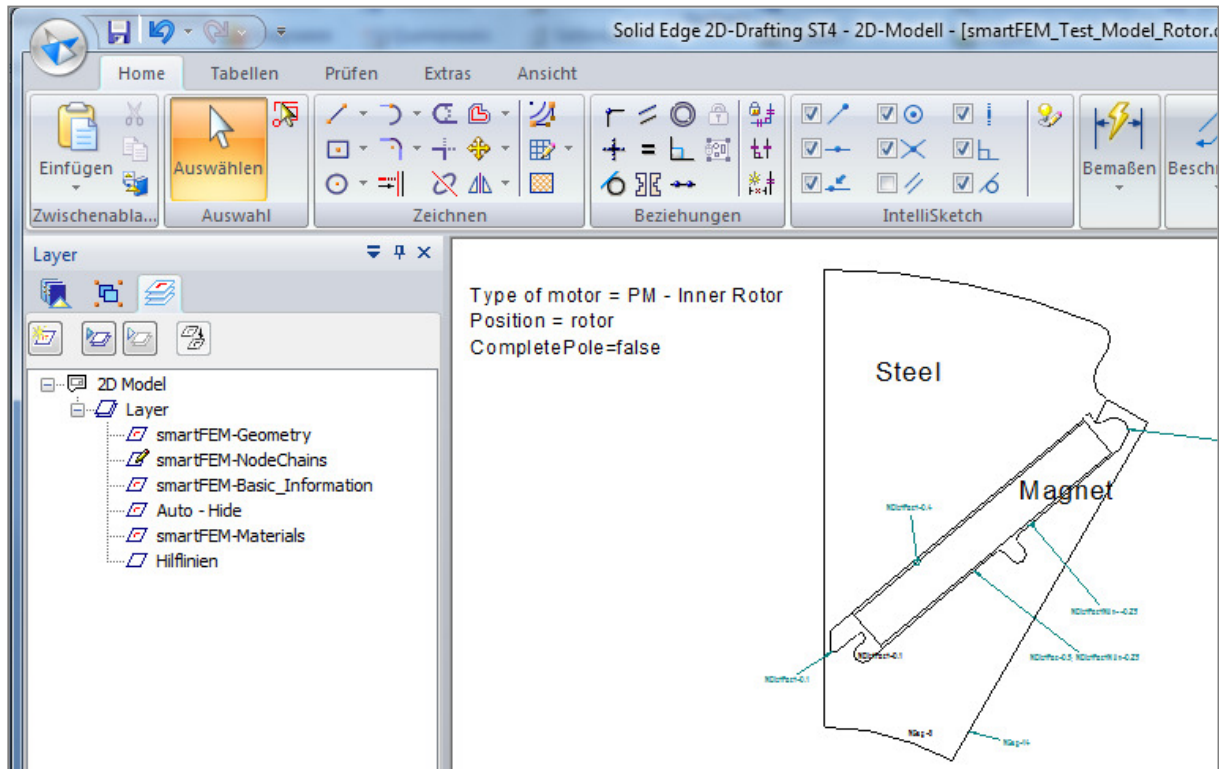 Solid Edge 2D-Drafting ST4 - 2D-Modell - [smartFEM_Test_Model_Rotor.
Home Tabellen Prüfen Extras Ansicht
Einfügen Auswählen Bemaßen Besch
Zwischenabla... Auswahl Zeichnen Beziehungen IntelliSketch
Layer
2D Model
Layer
smartFEM-Geometry
smartFEM-NodeChains
smartFEM-Basic_Information
Auto - Hide
smartFEM-Materials
Hilflinien
Type of motor = PM - Inner Rotor
Position = rotor
CompletePole=false
Steel
Magnet